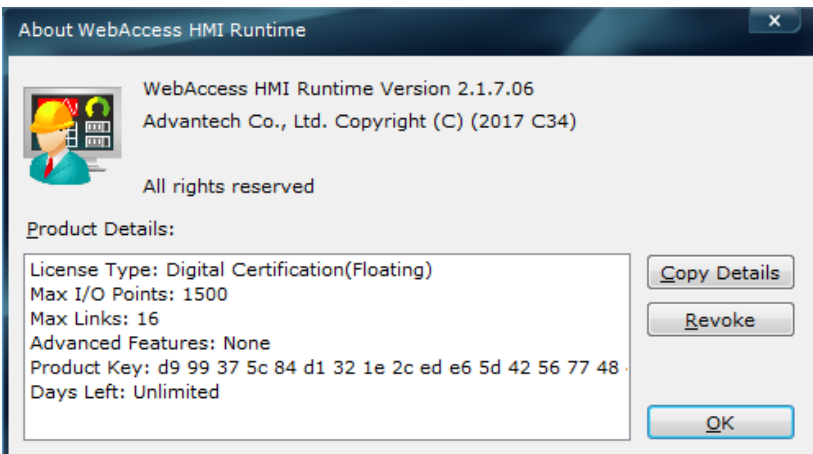 About WebAccess HMI Runtime
WebAccess HMI Runtime Version 2.1.7.06
Advantech Co., Ltd. Copyright (C) (2017 C34)
All rights reserved
Product Details:
License Type: Digital Certification(Floating)
Max I/O Points: 1500
Max Links: 16
Advanced Features: None
Product Key: d9 99 37 5c 84 d1 32 1e 2c ed e6 5d 42 56 77 48
Days Left: Unlimited
Copy Details
Revoke
OK